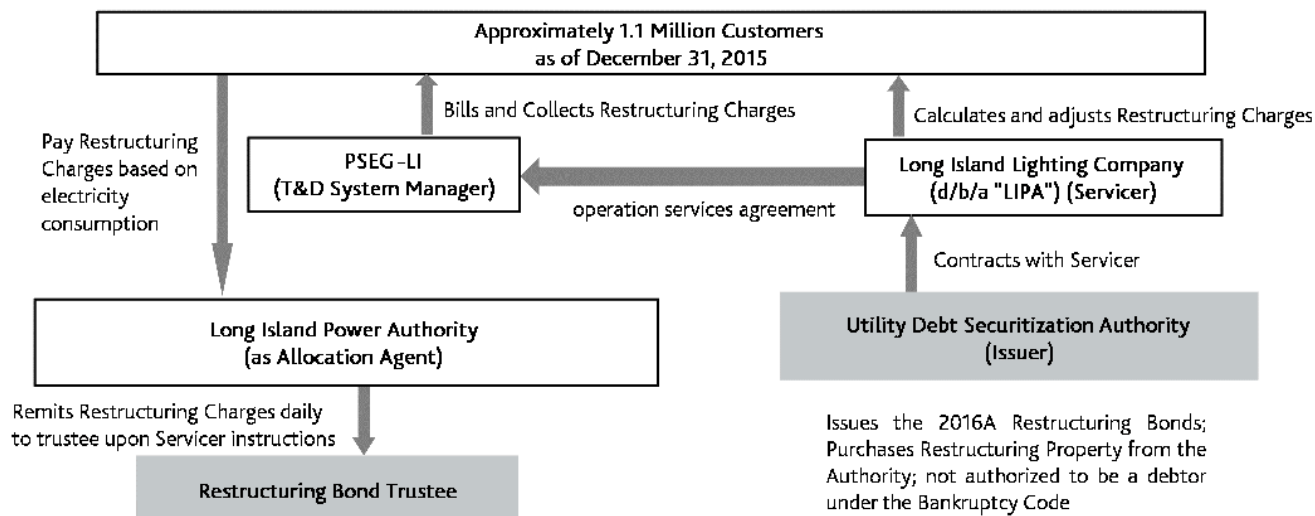 Approximately 1.1 Million Customers
as of December 31, 2015
Bills and Collects Restructuring Charges
Calculates and adjusts Restructuring Charges
Pay Restructuring
Charges based on
electricity
consumption
PSEG-LI
(T&D System Manager)
operation services agreement
Long Island Lighting Company
(d/b/a "LIPA") (Servicer)
Contracts with Servicer
Long Island Power Authority
(as Allocation Agent)
Utility Debt Securitization Authority
(Issuer)
Remits Restructuring Charges daily
to trustee upon Servicer instructions
Restructuring Bond Trustee
Issues the 2016A Restructuring Bonds;
Purchases Restructuring Property from the
Authority; not authorized to be a debtor
under the Bankruptcy Code